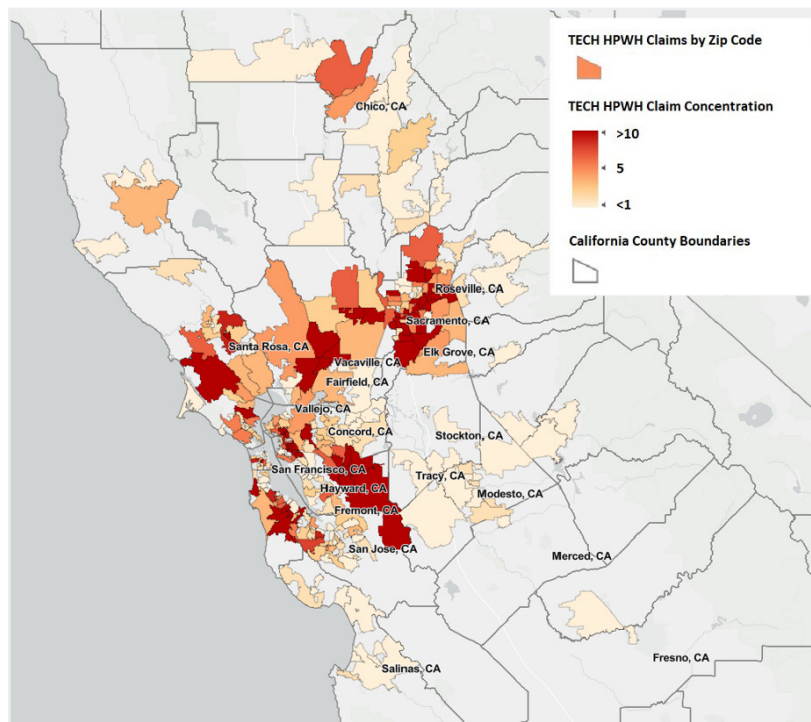 TECH HPWH Claims by Zip Code
TECH HPWH Claim Concentration
>10
5
<1
California County Boundaries
Chico, CA
Roseville, CA
Sacramento, CA
Santa Rosa, CA
Elk Grove, CA
Vacaville, CA
Fairfield, CA
Vallejo, CA
Concord, CA
Stockton, CA
San Francisco, CA
Tracy, CA
Hayward, CA
Modesto, CA
Fremont, CA
San Jose, CA
Merced, CA
Fresno, CA
Salinas, CA